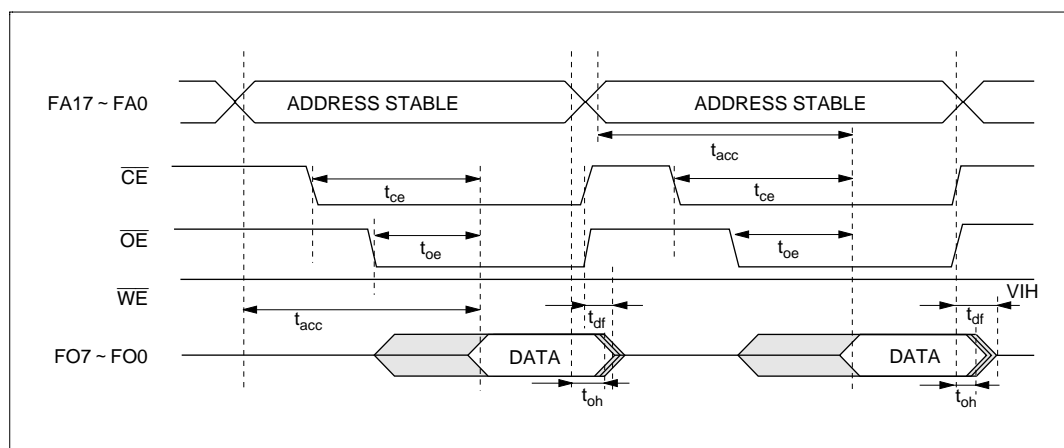 FA17 ~ FA0 ADDRESS STABLE ADDRESS STABLE
tacc
CE tce tce
OE toe toe
WE VIH
tacc tdf tdf
FO7 ~ FO0 DATA DATA
toh toh